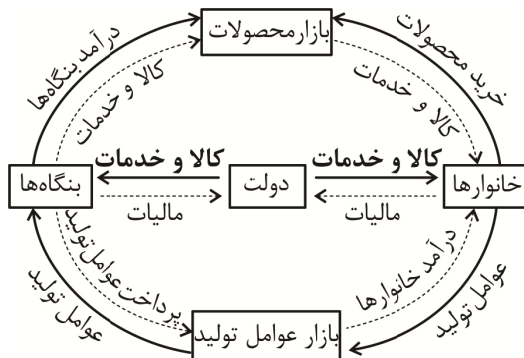 بازار محصولات
درآمد بنگاه‌ها
کالا و خدمات
خرید محصولات
کالا و خدمات
کالا و خدمات
کالا و خدمات
خانوارها
دولت
بنگاه‌ها
مالیات
مالیات
پرداخت عوامل تولید
عوامل تولید
درآمد خانوارها
عوامل تولید
بازار عوامل تولید